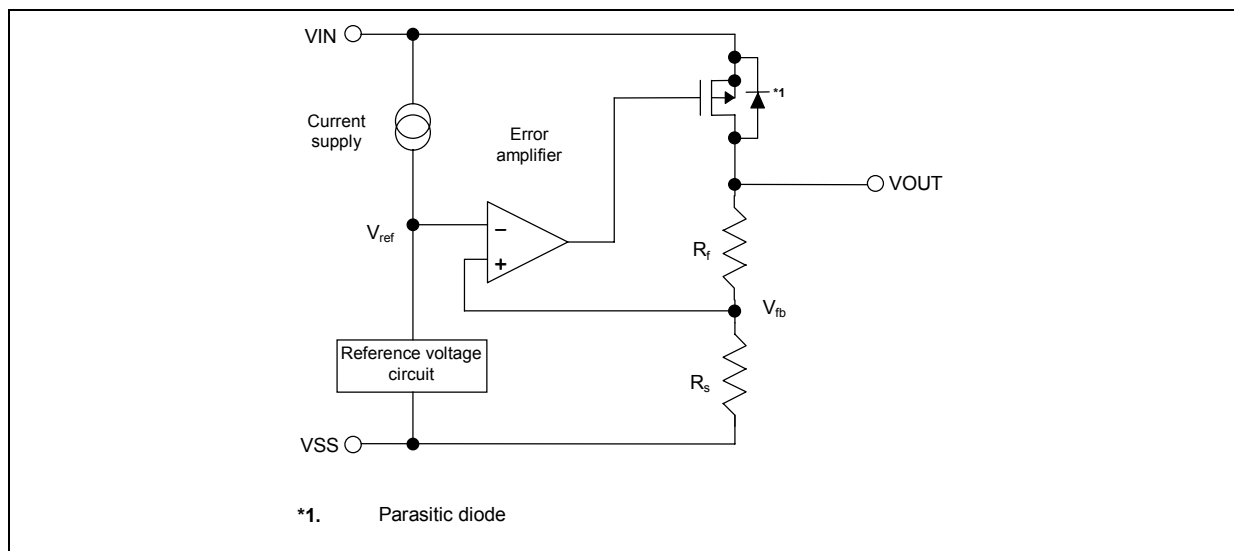 VIN
*1
Current
supply
Error
amplifier
VOUT
Vref
−
+
Rf
Vfb
Reference voltage
circuit
Rs
VSS
*1. Parasitic diode